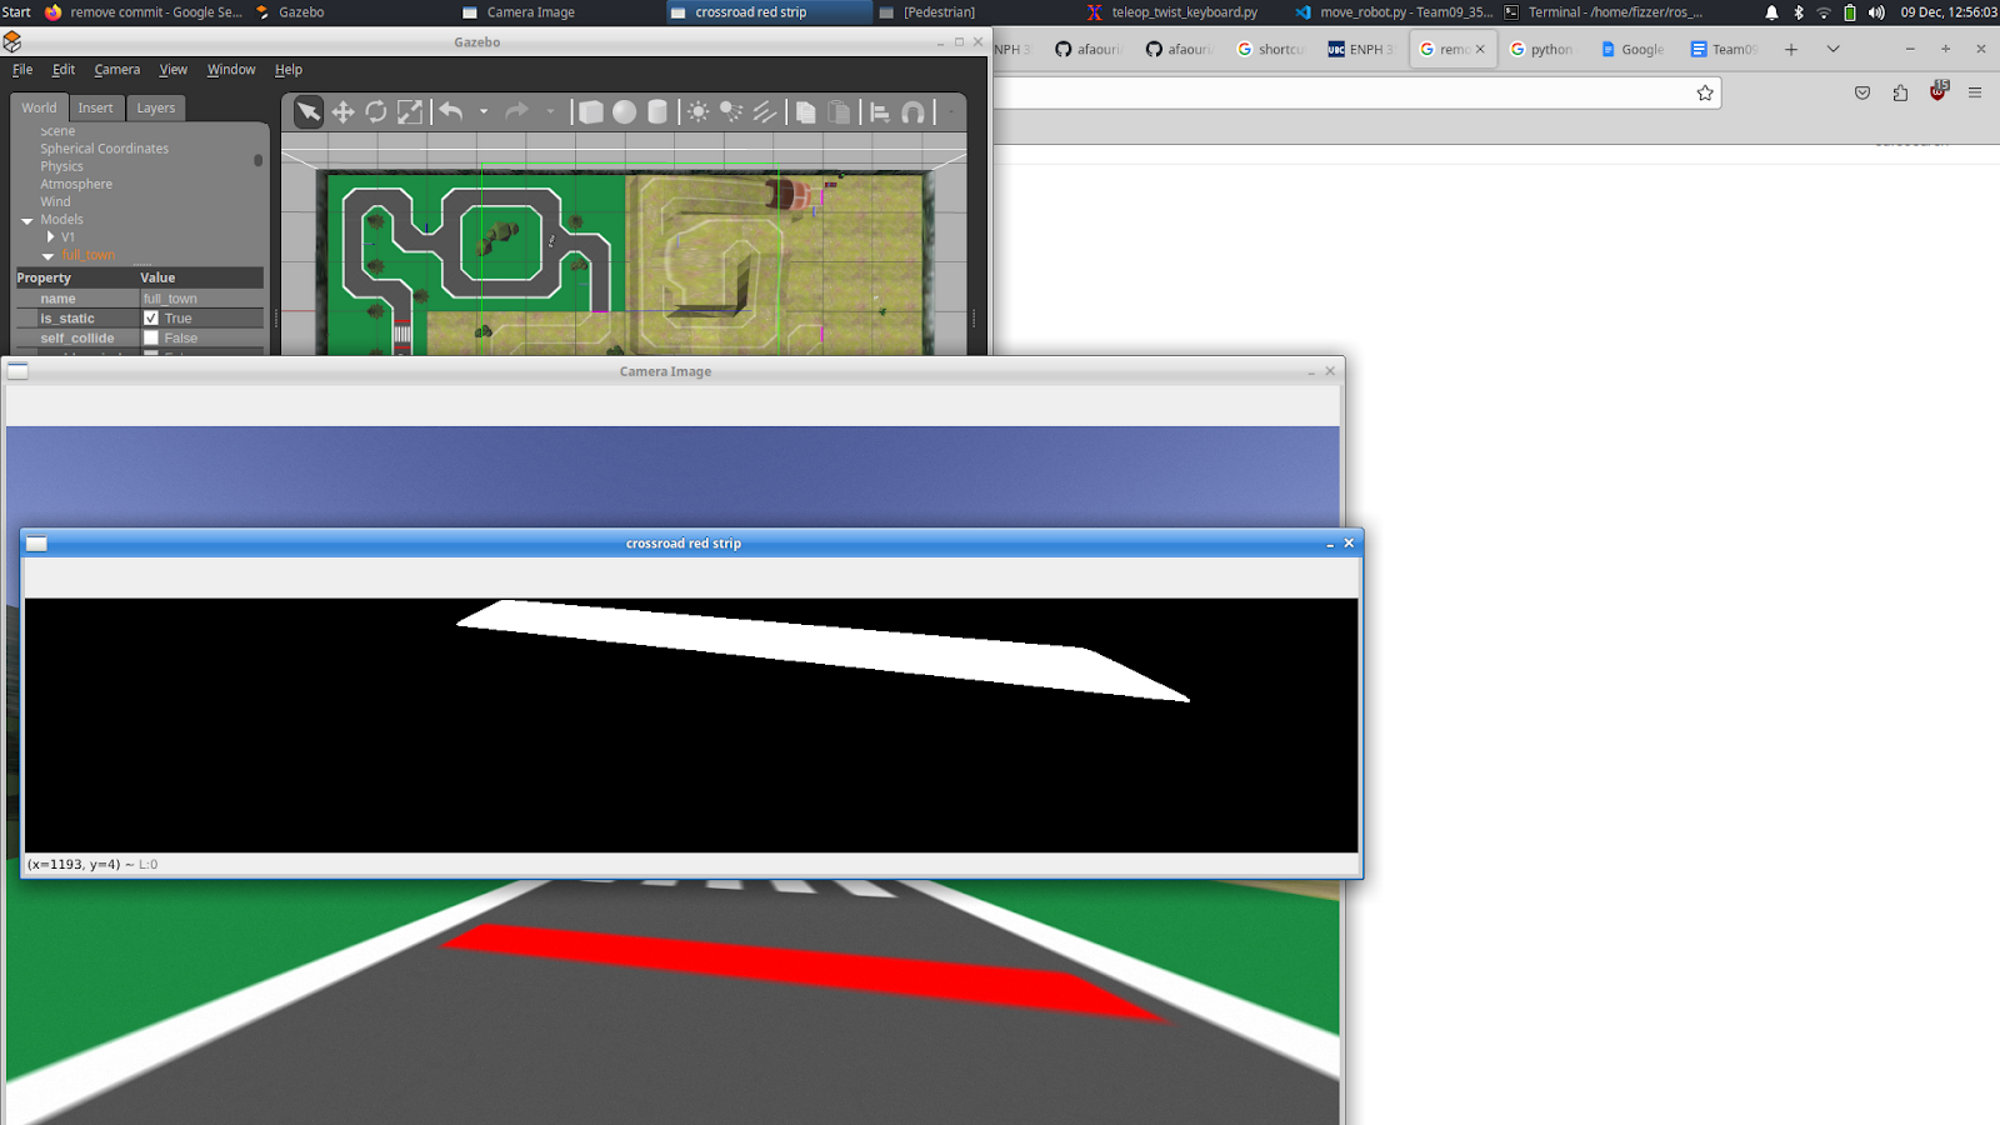 Start remove commit - Google Se... Gazebo Camera Image crossroad red strip [Pedestrian] teleop_twist_keyboard.py move_robot.py - Team09_35... Terminal - /home/fizzer/ros_... 09 Dec, 12:56:03
Gazebo
NPH 3 afaouri afaouri shortcu UBC ENPH 3 remo python Google Team09
File Edit Camera View Window Help
15
World Insert Layers
Scene
Spherical Coordinates
Physics
Atmosphere
Wind
Models
V1
full_town
Property Value
name full_town
is_static True
self_collide False
Camera Image
crossroad red strip
(x=1193, y=4) ~ L:0